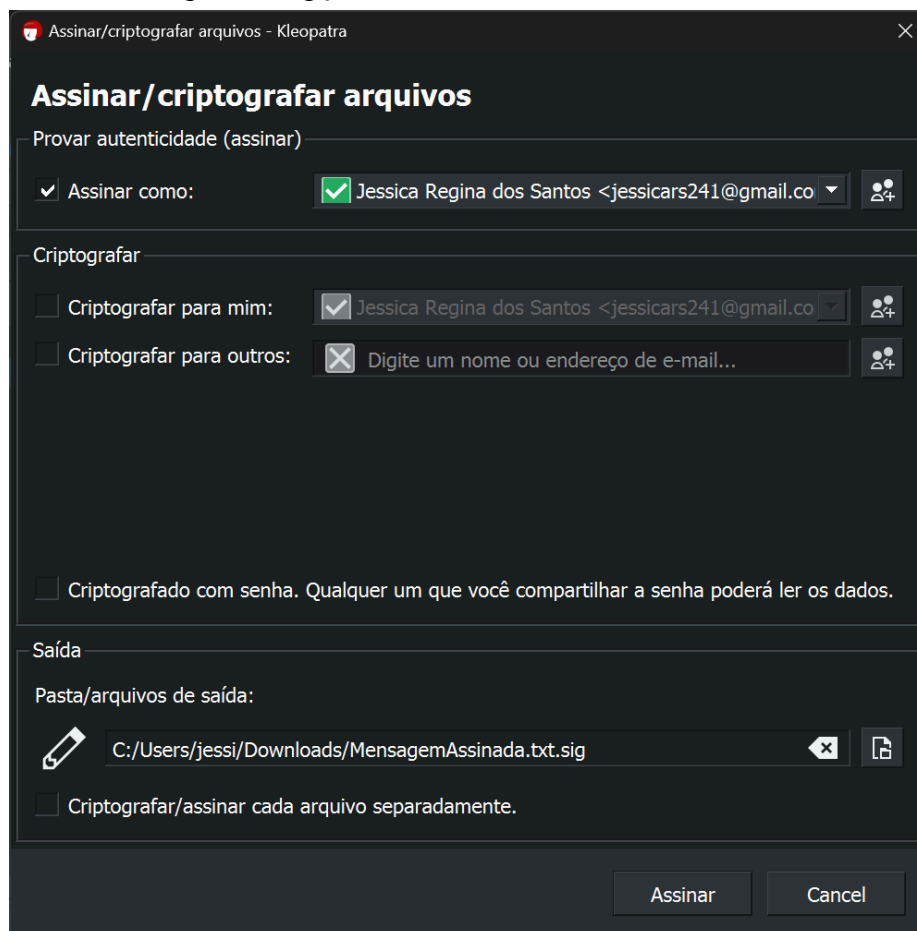 Assinar/criptografar arquivos - Kleopatra
Assinar/criptografar arquivos
Provar autenticidade (assinar)
Assinar como:
Jessica Regina dos Santos <jessicars241@gmail.co
Criptografar
Criptografar para mim:
Jessica Regina dos Santos <jessicars241@gmail.co
Criptografar para outros:
Digite um nome ou endereço de e-mail...
Criptografado com senha. Qualquer um que você compartilhar a senha poderá ler os dados.
Saída
Pasta/arquivos de saída:
C:/Users/jessi/Downloads/MensagemAssinada.txt.sig
Criptografar/assinar cada arquivo separadamente.
Assinar
Cancel